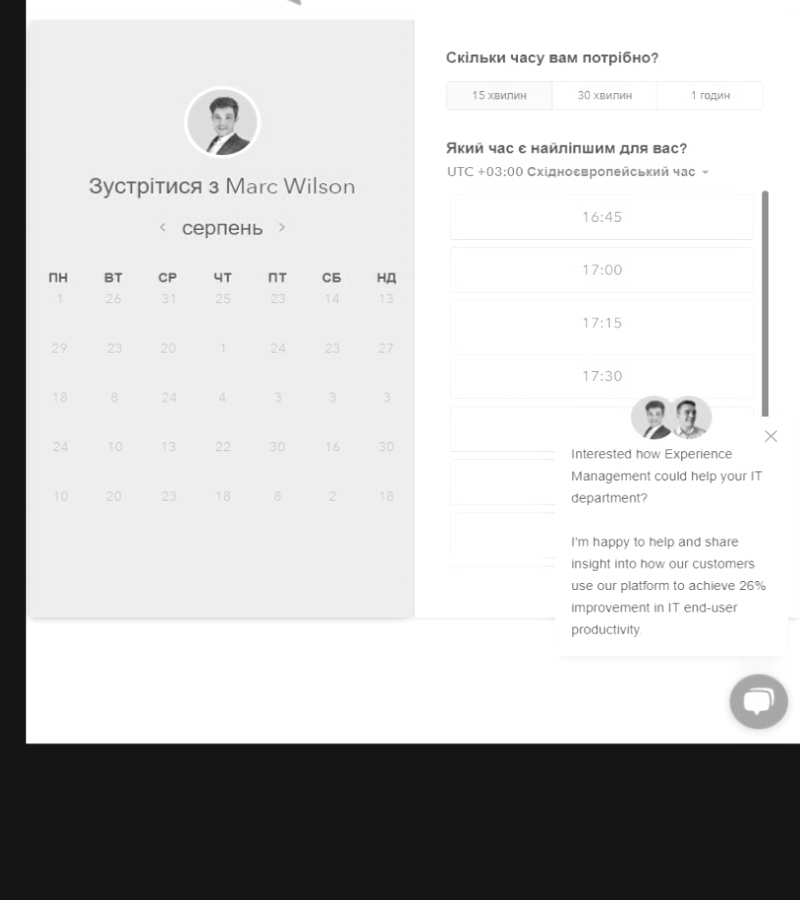 Зустрітися з Marc Wilson
серпень
ПН ВТ СР ЧТ ПТ СБ НД
1 26 31 25 23 14 13
29 23 20 1 24 23 27
18 8 24 4 3 3 3
24 10 13 22 30 16 30
10 20 23 18 8 2 18
Скільки часу вам потрібно?
15 хвилин 30 хвилин 1 годин
Який час є найліпшим для вас?
UTC +03:00 Східноєвропейський час
16:45
17:00
17:15
17:30
Interested how Experience
Management could help your IT
department?
I'm happy to help and share
insight into how our customers
use our platform to achieve 26%
improvement in IT end-user
productivity.